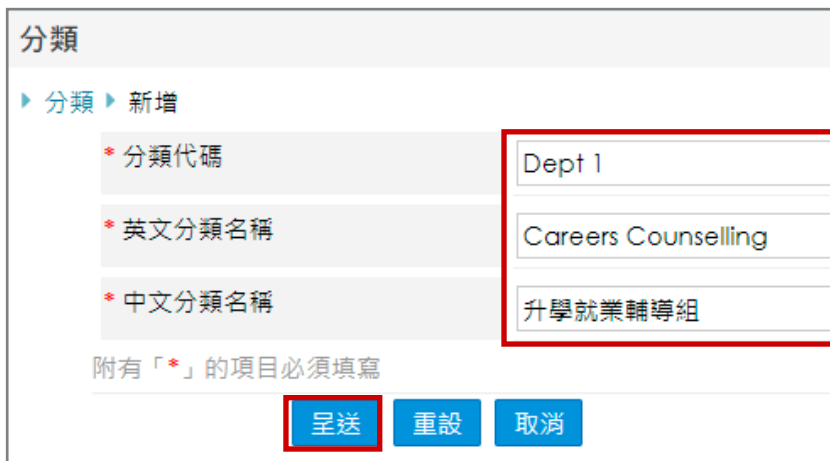 分類
分類 新增
* 分類代碼 Dept 1
* 英文分類名稱 Careers Counselling
* 中文分類名稱 升學就業輔導組
附有「*」的項目必須填寫
呈送 重設 取消